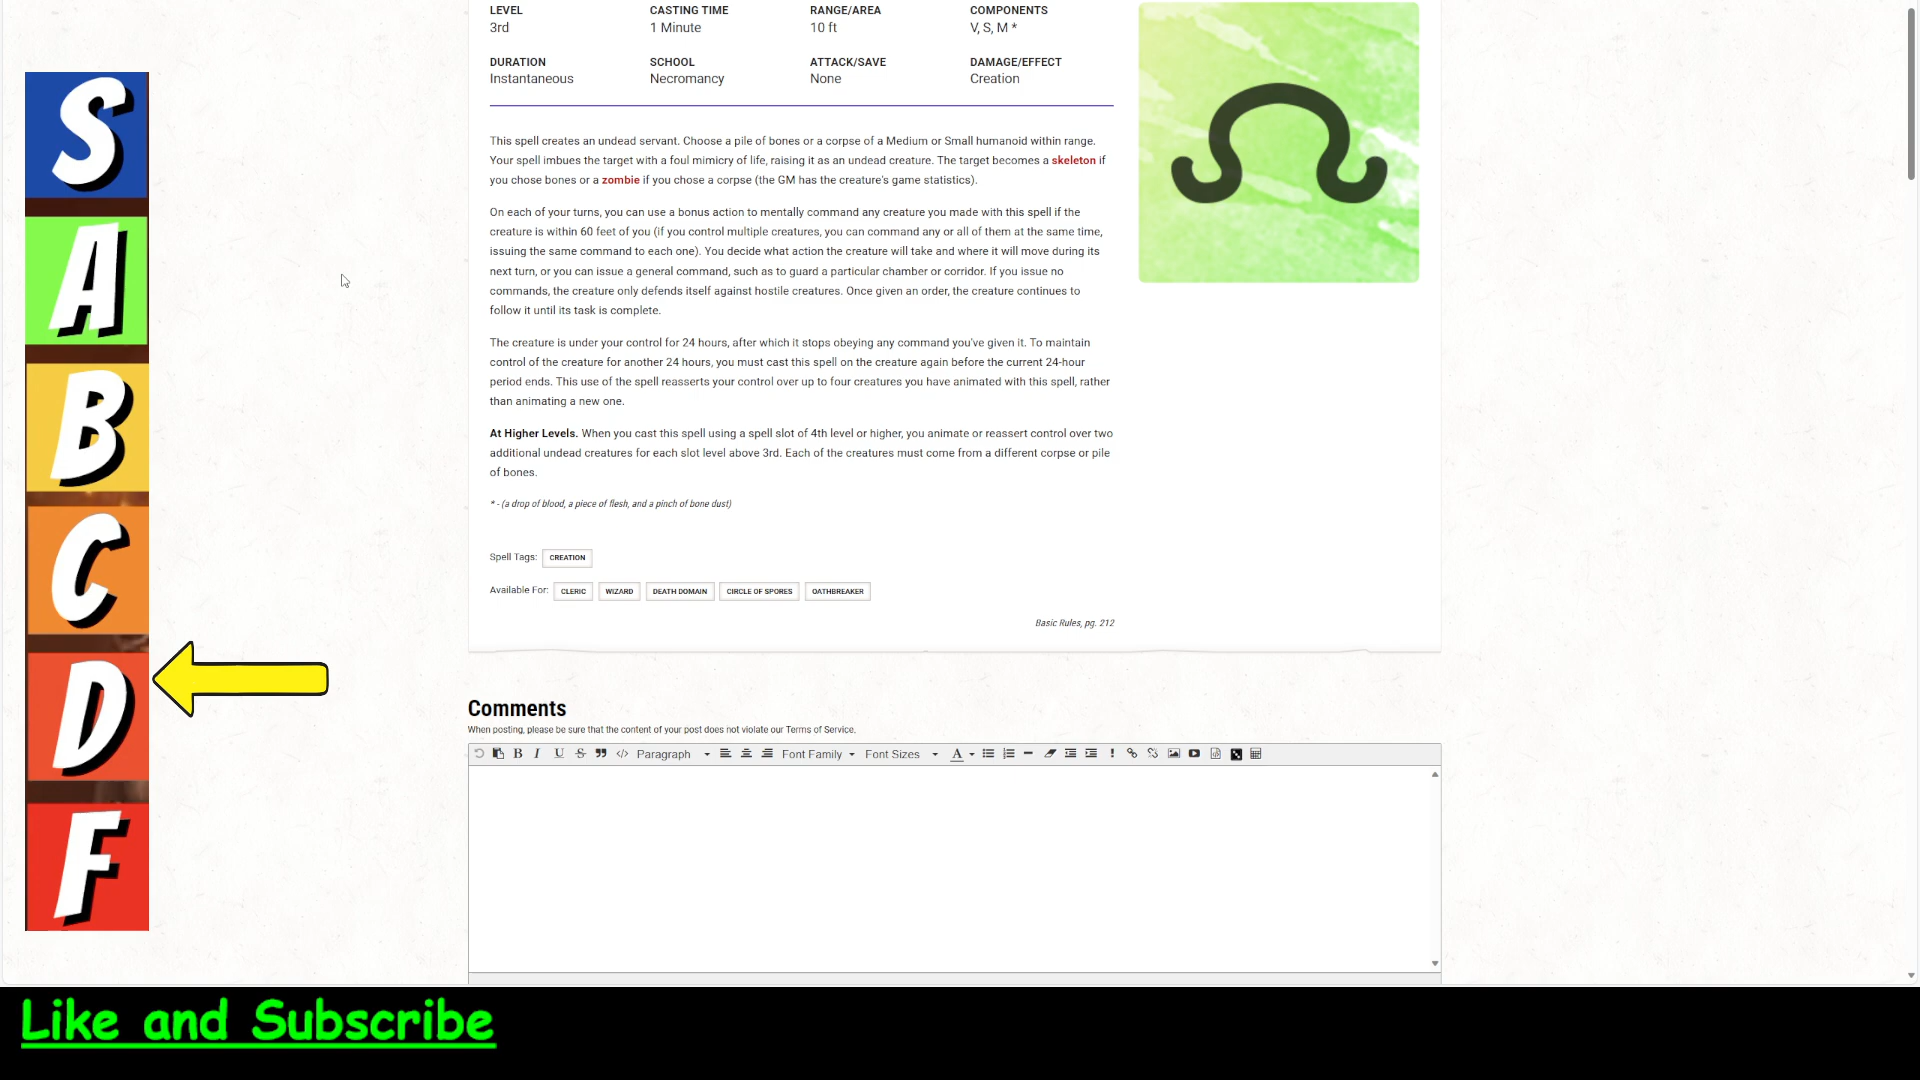 LEVEL CASTING TIME RANGE/AREA COMPONENTS
3rd 1 Minute 10 ft V, S, M *
DURATION SCHOOL ATTACK/SAVE DAMAGE/EFFECT
Instantaneous Necromancy None Creation
This spell creates an undead servant. Choose a pile of bones or a corpse of a Medium or Small humanoid within range.
Your spell imbues the target with a foul mimicry of life, raising it as an undead creature. The target becomes a skeleton if
you chose bones or a zombie if you chose a corpse (the GM has the creature's game statistics).
On each of your turns, you can use a bonus action to mentally command any creature you made with this spell if the
creature is within 60 feet of you (if you control multiple creatures, you can command any or all of them at the same time,
issuing the same command to each one). You decide what action the creature will take and where it will move during its
next turn, or you can issue a general command, such as to guard a particular chamber or corridor. If you issue no
commands, the creature only defends itself against hostile creatures. Once given an order, the creature continues to
follow it until its task is complete.
The creature is under your control for 24 hours, after which it stops obeying any command you've given it. To maintain
control of the creature for another 24 hours, you must cast this spell on the creature again before the current 24-hour
period ends. This use of the spell reasserts your control over up to four creatures you have animated with this spell, rather
than animating a new one.
At Higher Levels. When you cast this spell using a spell slot of 4th level or higher, you animate or reassert control over two
additional undead creatures for each slot level above 3rd. Each of the creatures must come from a different corpse or pile
of bones.
* - (a drop of blood, a piece of flesh, and a pinch of bone dust)
Spell Tags: CREATION
Available For: CLERIC WIZARD DEATH DOMAIN CIRCLE OF SPORES OATHBREAKER
Basic Rules, pg. 212
Comments
When posting, please be sure that the content of your post does not violate our Terms of Service.
B I U S Paragraph Font Family Font Sizes A
S
A
B
C
D
F
Like and Subscribe